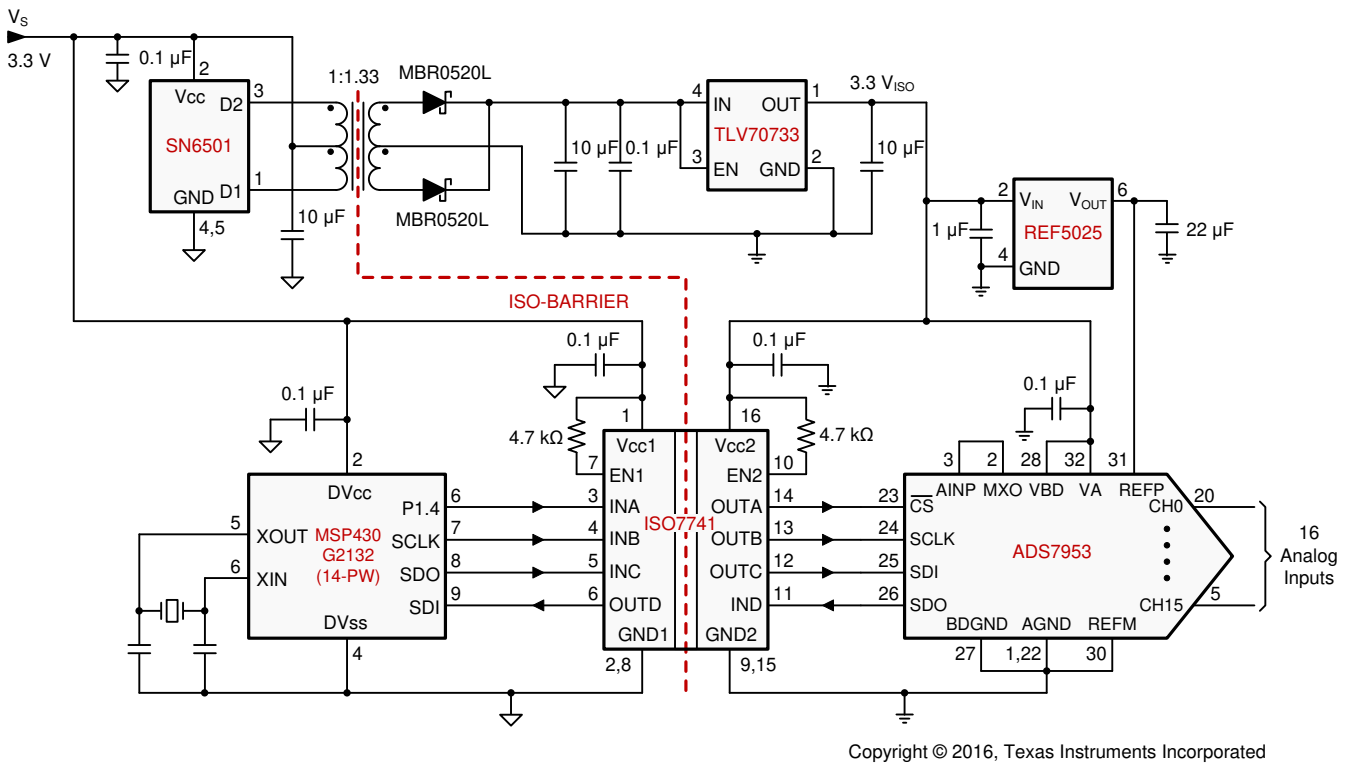 VS
3.3 V
0.1 µF
2
Vcc
D2
3
SN6501
D1
1
GND
4,5
10 µF
1:1.33
MBR0520L
MBR0520L
10 µF
0.1 µF
4
IN
OUT
1
TLV70733
3
EN
GND
2
3.3 VISO
10 µF
2
VIN
VOUT
6
1 µF
REF5025
4
GND
22 µF
ISO-BARRIER
0.1 µF
0.1 µF
0.1 µF
0.1 µF
4.7 kΩ
1
16
4.7 kΩ
Vcc1
Vcc2
7
EN1
EN2
10
3
INA
OUTA
14
4
INB
OUTB
13
5
INC
OUTC
12
6
OUTD
IND
11
ISO7741
GND1
GND2
2,8
9,15
2
DVcc
P1.4
6
5
XOUT
MSP430
G2132
(14-PW)
SCLK
7
6
XIN
SDO
8
SDI
9
DVss
4
3
2
28
32
31
AINP
MXO
VBD
VA
REFP
23
CS
CH0
20
24
SCLK
ADS7953
25
SDI
26
SDO
CH15
5
16
Analog
Inputs
BDGND
AGND
REFM
27
1,22
30
Copyright © 2016, Texas Instruments Incorporated